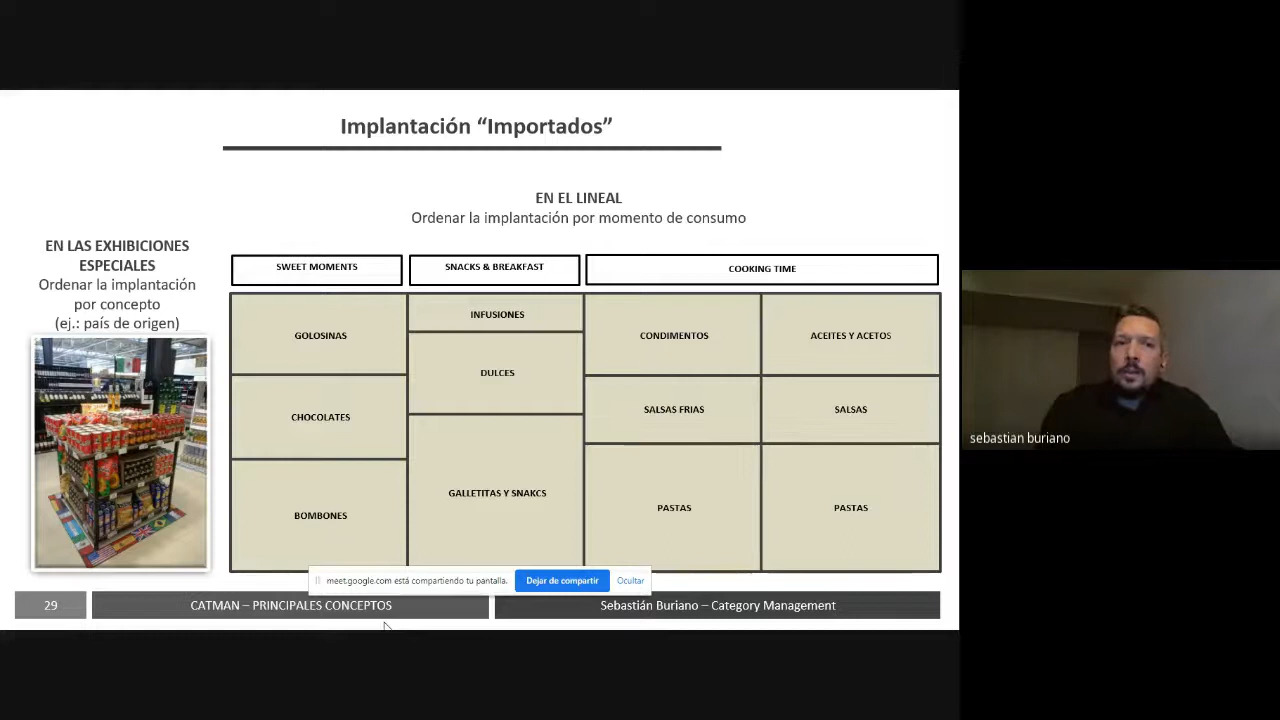 Implantación “Importados”
EN EL LINEAL
Ordenar la implantación por momento de consumo
EN LAS EXHIBICIONES
ESPECIALES
Ordenar la implantación
por concepto
(ej.: país de origen)
SWEET MOMENTS
SNACKS & BREAKFAST
COOKING TIME
GOLOSINAS
CHOCOLATES
BOMBONES
INFUSIONES
DULCES
GALLETITAS Y SNAKCS
CONDIMENTOS
SALSAS FRIAS
PASTAS
ACEITES Y ACETOS
SALSAS
PASTAS
meet.google.com está compartiendo tu pantalla.
Dejar de compartir
Ocultar
29
CATMAN – PRINCIPALES CONCEPTOS
Sebastián Buriano – Category Management
sebastian buriano